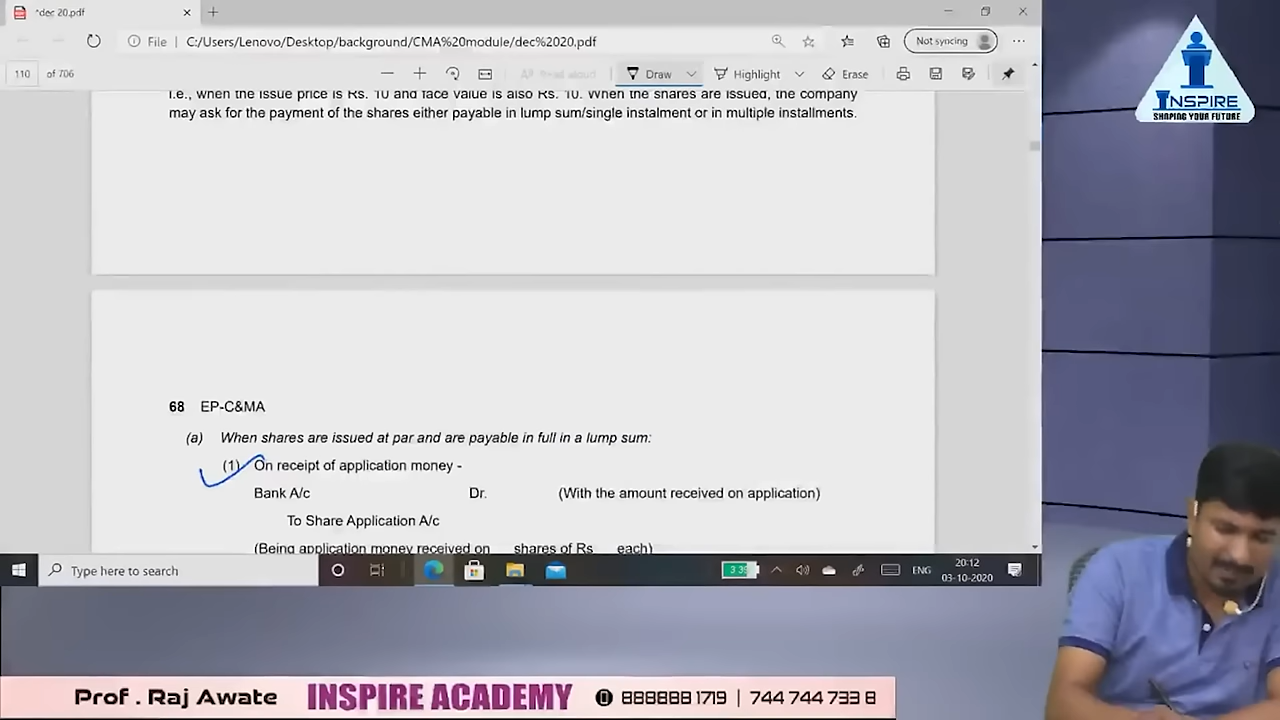 *dec 20.pdf
File
C:/Users/Lenovo/Desktop/background/CMA%20module/dec%2020.pdf
Not syncing
110 of 706
Read aloud
Draw
Highlight
Erase
i.e., when the issue price is Rs. 10 and face value is also Rs. 10. When the shares are issued, the company
may ask for the payment of the shares either payable in lump sum/single instalment or in multiple installments.
68 EP-C&MA
(a) When shares are issued at par and are payable in full in a lump sum:
(1) On receipt of application money -
Bank A/c Dr. (With the amount received on application)
To Share Application A/c
(Being application money received on shares of Rs each)
Type here to search
ENG
20:12
03-10-2020
INSPIRE
SHAPING YOUR FUTURE
Prof . Raj Awate INSPIRE ACADEMY 888888 1719 | 744 744 733 8